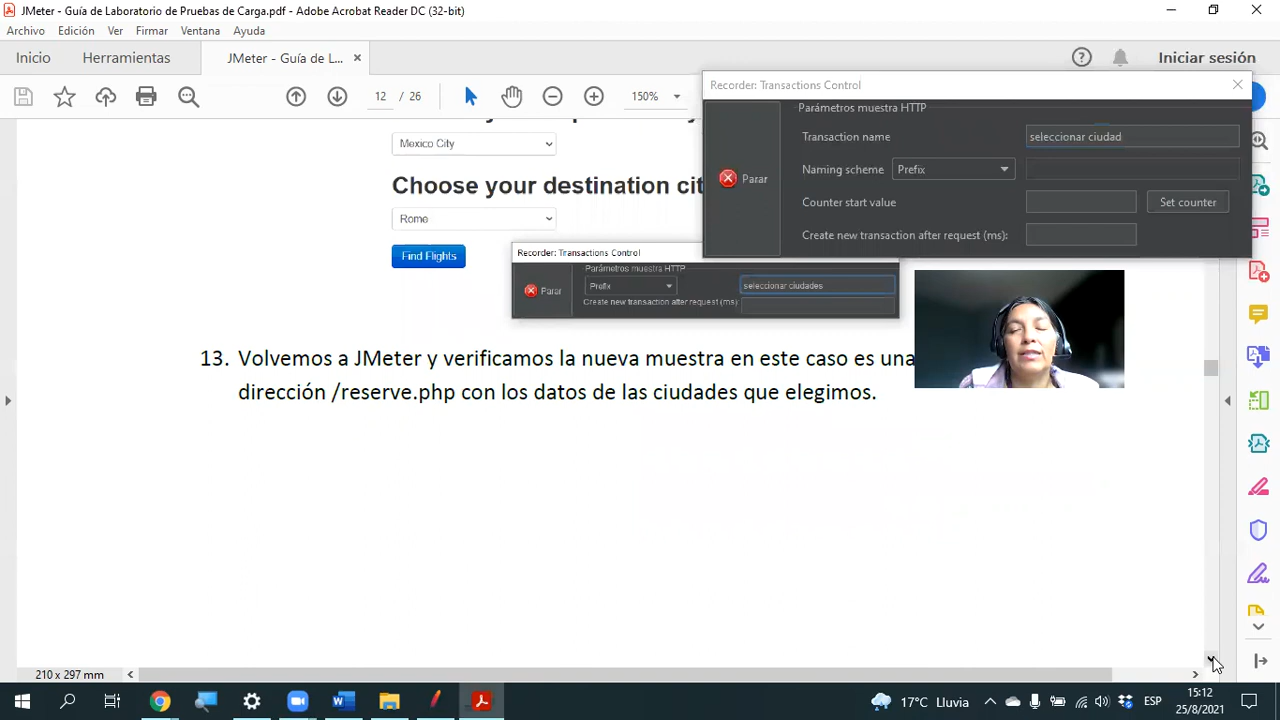 JMeter - Guía de Laboratorio de Pruebas de Carga.pdf - Adobe Acrobat Reader DC (32-bit)
Archivo Edición Ver Firmar Ventana Ayuda
Inicio Herramientas JMeter - Guía de L... × Iniciar sesión
12 / 26 150%
Recorder: Transactions Control
Parámetros muestra HTTP
Transaction name seleccionar ciudad
Parar
Naming scheme Prefix
Counter start value Set counter
Create new transaction after request (ms):
Mexico City
Choose your destination cit
Rome
Find Flights
Recorder: Transactions Control
Parámetros muestra HTTP
Parar Prefix seleccionar ciudades
Create new transaction after request (ms):
13. Volvemos a JMeter y verificamos la nueva muestra en este caso es una
dirección /reserve.php con los datos de las ciudades que elegimos.
210 x 297 mm
17°C Lluvia ESP 15:12
25/8/2021